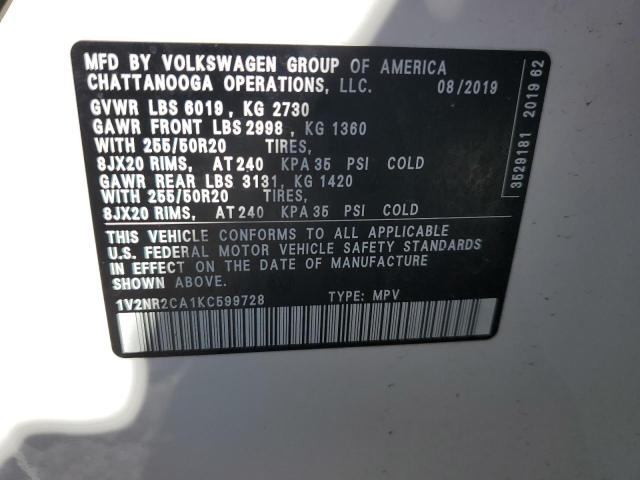 MFD BY VOLKSWAGEN GROUP OF AMERICA
CHATTANOOGA OPERATIONS, LLC. 08/2019
GVWR LBS 6019, KG 2730
GAWR FRONT LBS 2998, KG 1360
WITH 255/50R20 TIRES,
8JX20 RIMS, AT 240 KPA 35 PSI COLD
GAWR REAR LBS 3131, KG 1420
WITH 255/50R20 TIRES,
8JX20 RIMS, AT 240 KPA 35 PSI COLD
THIS VEHICLE CONFORMS TO ALL APPLICABLE
U.S. FEDERAL MOTOR VEHICLE SAFETY STANDARDS
IN EFFECT ON THE DATE OF MANUFACTURE
SHOWN ABOVE.
1V2NR2CA1KC599728 TYPE: MPV
3529181 2019 62